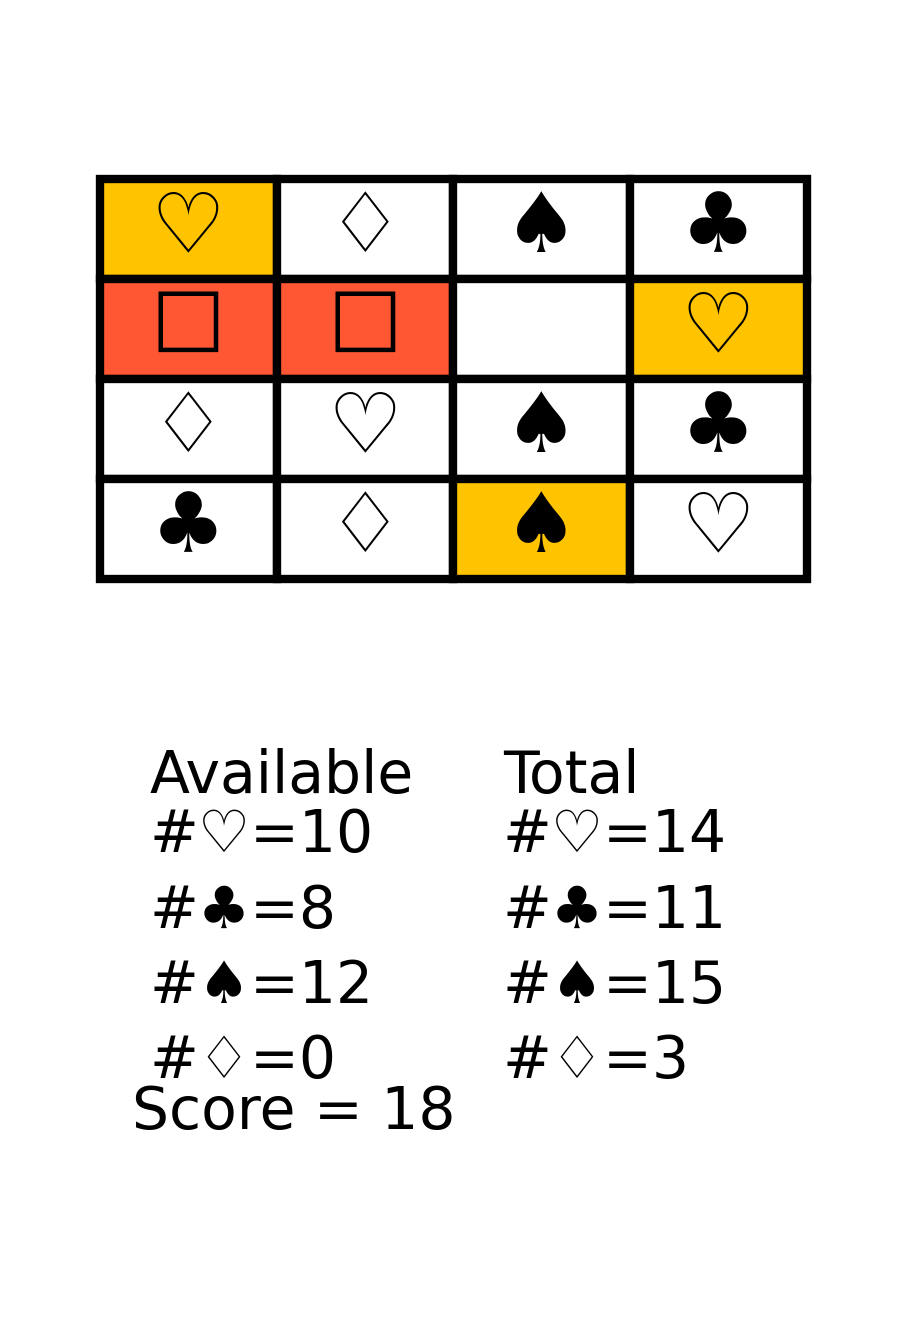 ♡ ♢ ♠ ♣
□ □ ♡
♢ ♡ ♠ ♣
♣ ♢ ♠ ♡
Available Total
#♡=10 #♡=14
#♣=8 #♣=11
#♠=12 #♠=15
#♢=0 #♢=3
Score = 18